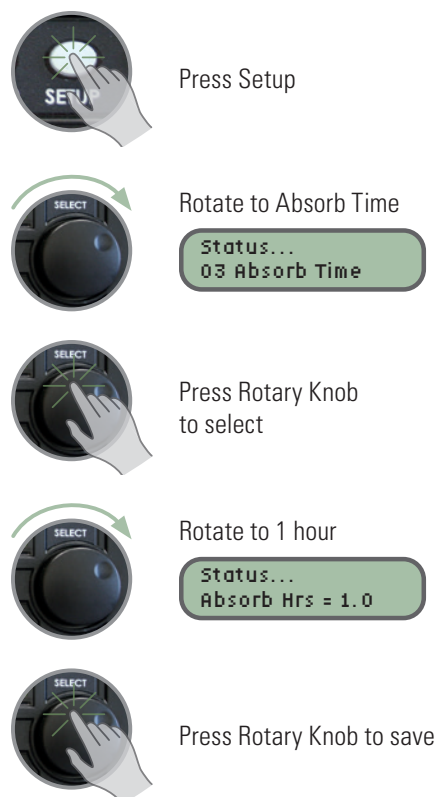 SETUP
Press Setup
SELECT
Rotate to Absorb Time
Status...
03 Absorb Time
SELECT
Press Rotary Knob
to select
SELECT
Rotate to 1 hour
Status...
Absorb Hrs = 1.0
SELECT
Press Rotary Knob to save